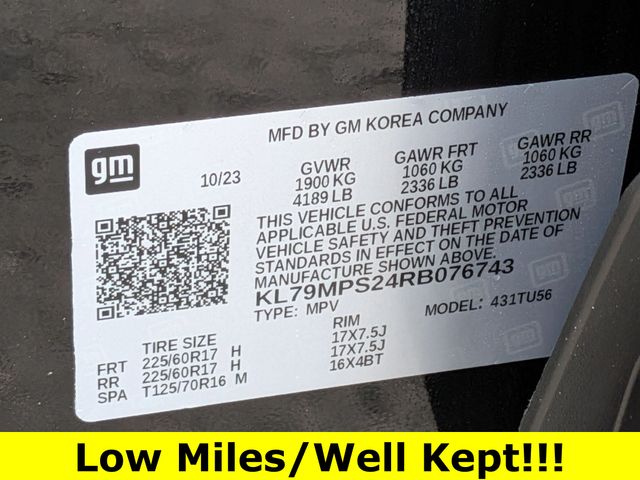 MFD BY GM KOREA COMPANY
gm
10/23
GVWR GAWR FRT GAWR RR
1900 KG 1060 KG 1060 KG
4189 LB 2336 LB 2336 LB
THIS VEHICLE CONFORMS TO ALL
APPLICABLE U.S. FEDERAL MOTOR
VEHICLE SAFETY AND THEFT PREVENTION
STANDARDS IN EFFECT ON THE DATE OF
MANUFACTURE SHOWN ABOVE.
KL79MPS24RB076743
TYPE: MPV MODEL: 431TU56
TIRE SIZE RIM
FRT 225/60R17 H 17X7.5J
RR 225/60R17 H 17X7.5J
SPA T125/70R16 M 16X4BT
Low Miles/Well Kept!!!